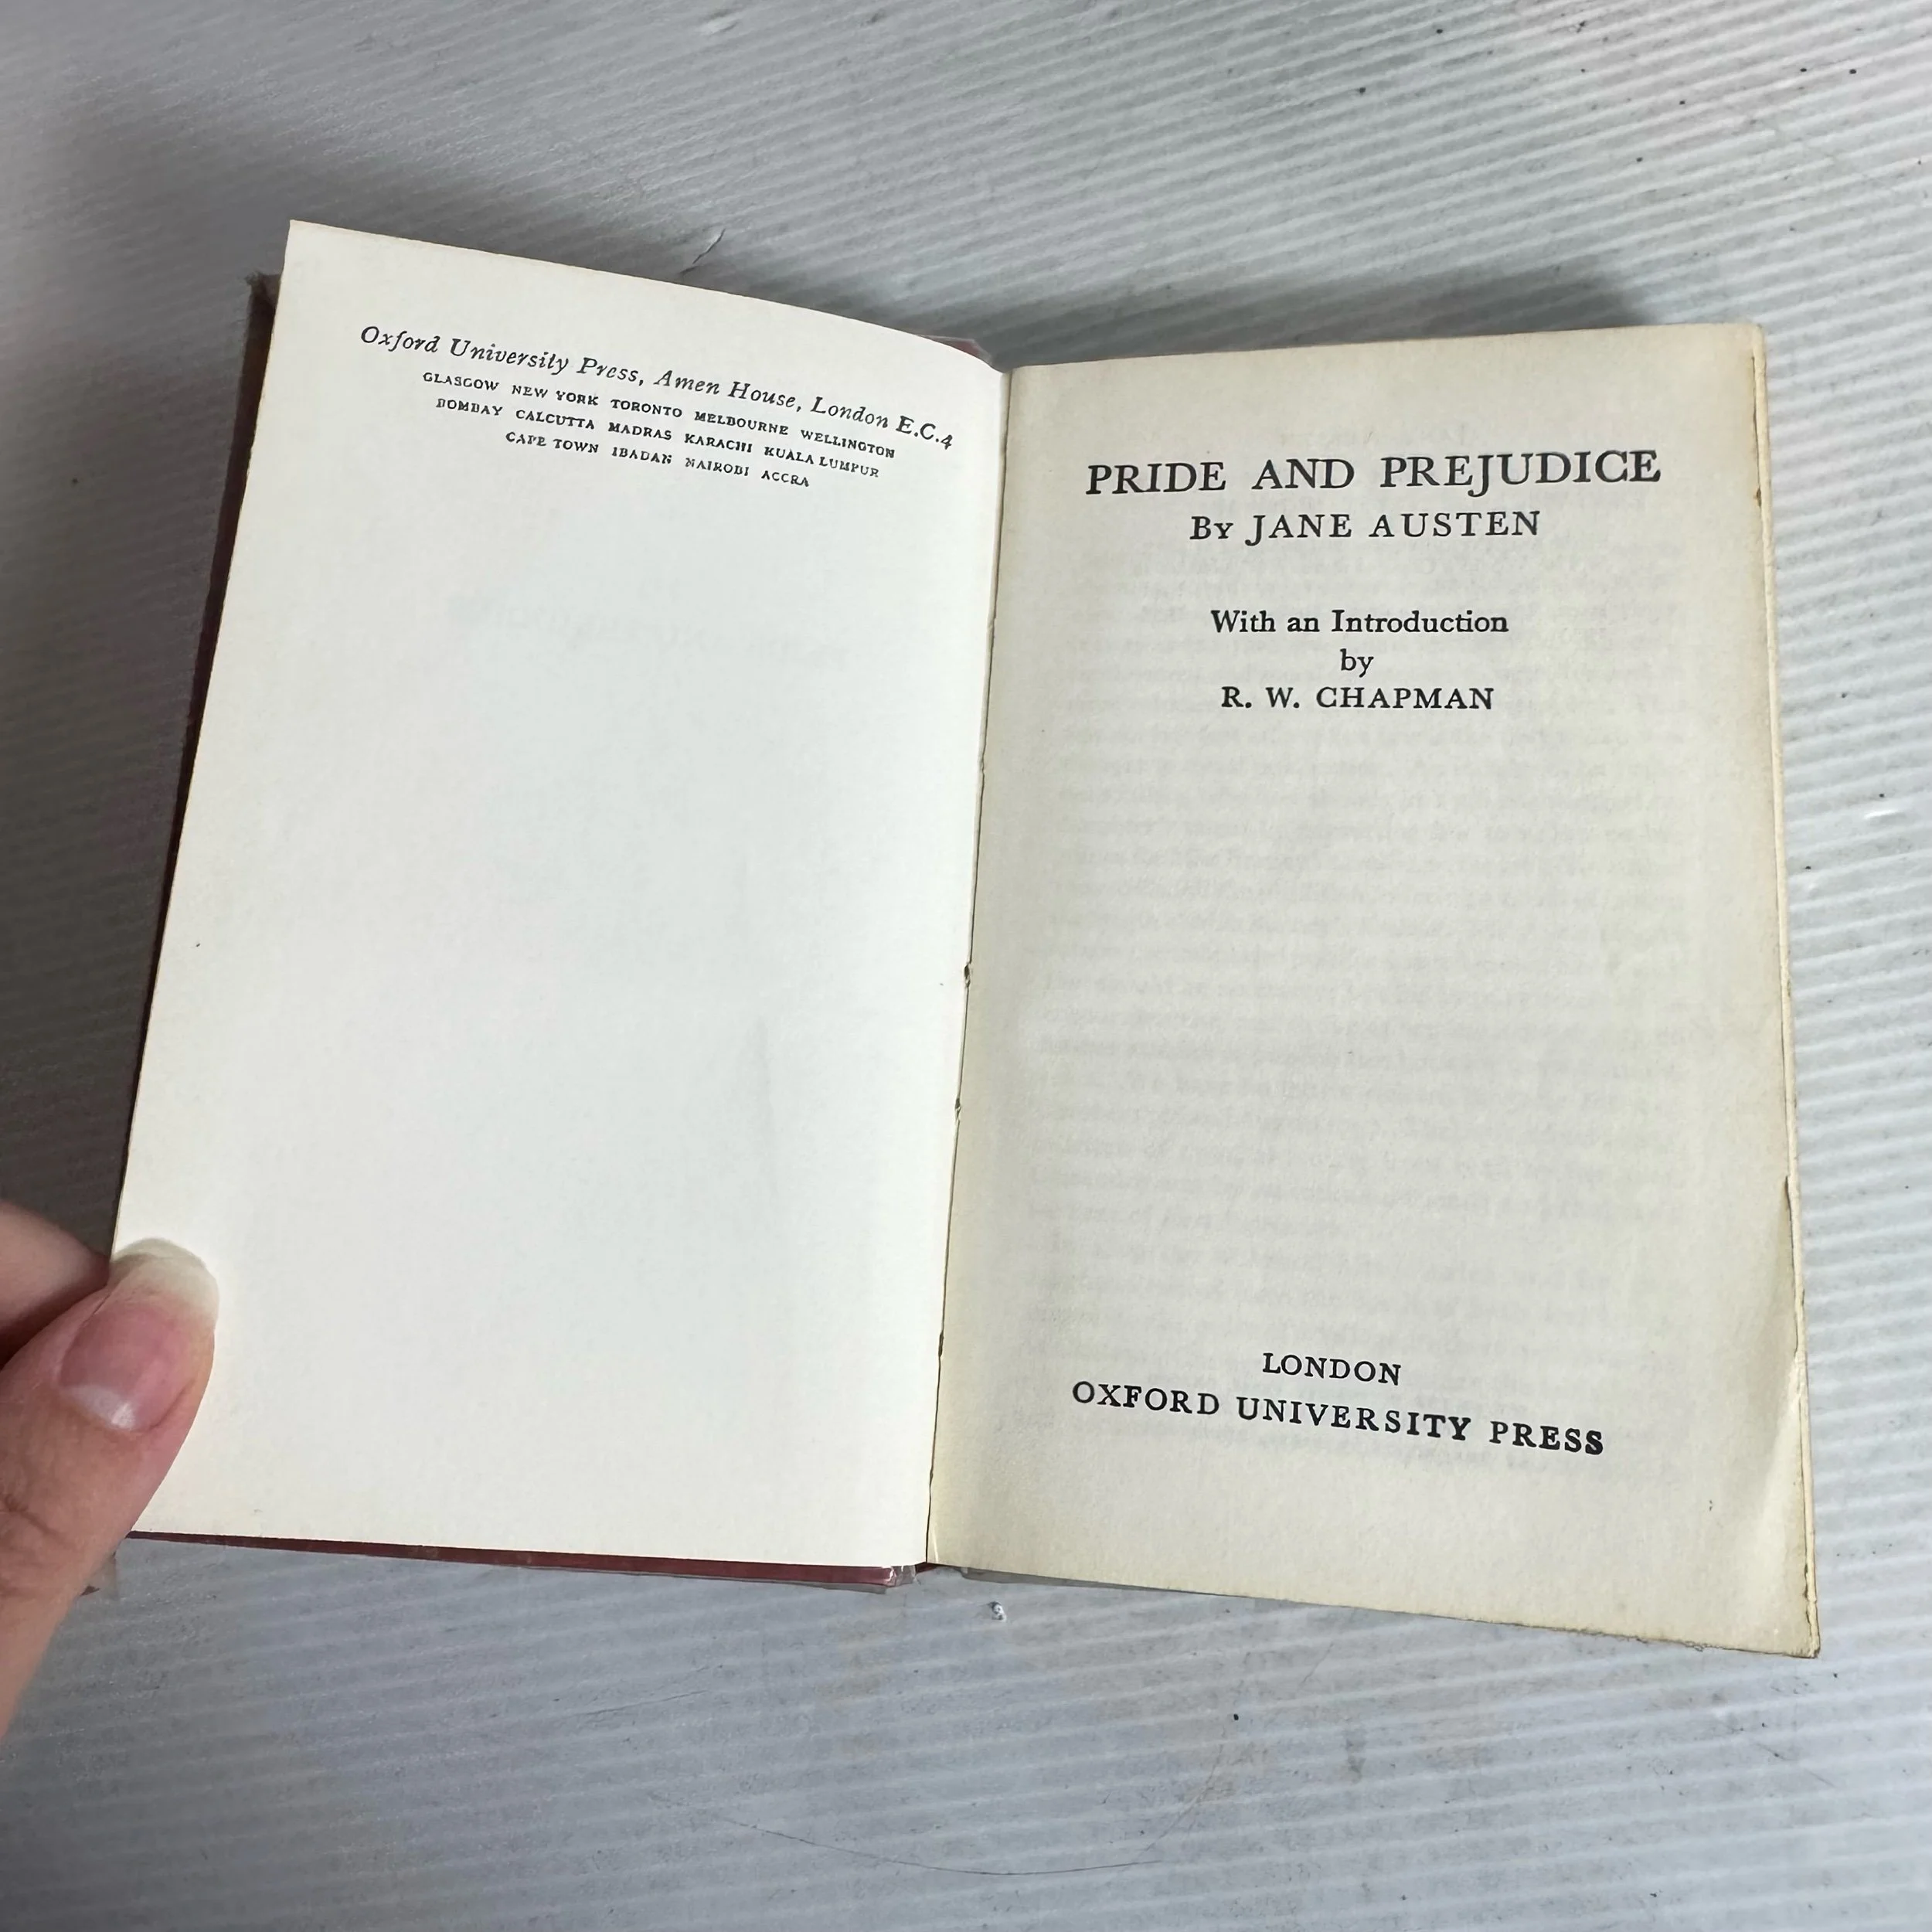 Oxford University Press, Amen House, London E.C.4
GLASGOW NEW YORK TORONTO MELBOURNE WELLINGTON
BOMBAY CALCUTTA MADRAS KARACHI KUALA LUMPUR
CAPE TOWN IBADAN NAIROBI ACCRA
PRIDE AND PREJUDICE
By JANE AUSTEN
With an Introduction
by
R. W. CHAPMAN
LONDON
OXFORD UNIVERSITY PRESS